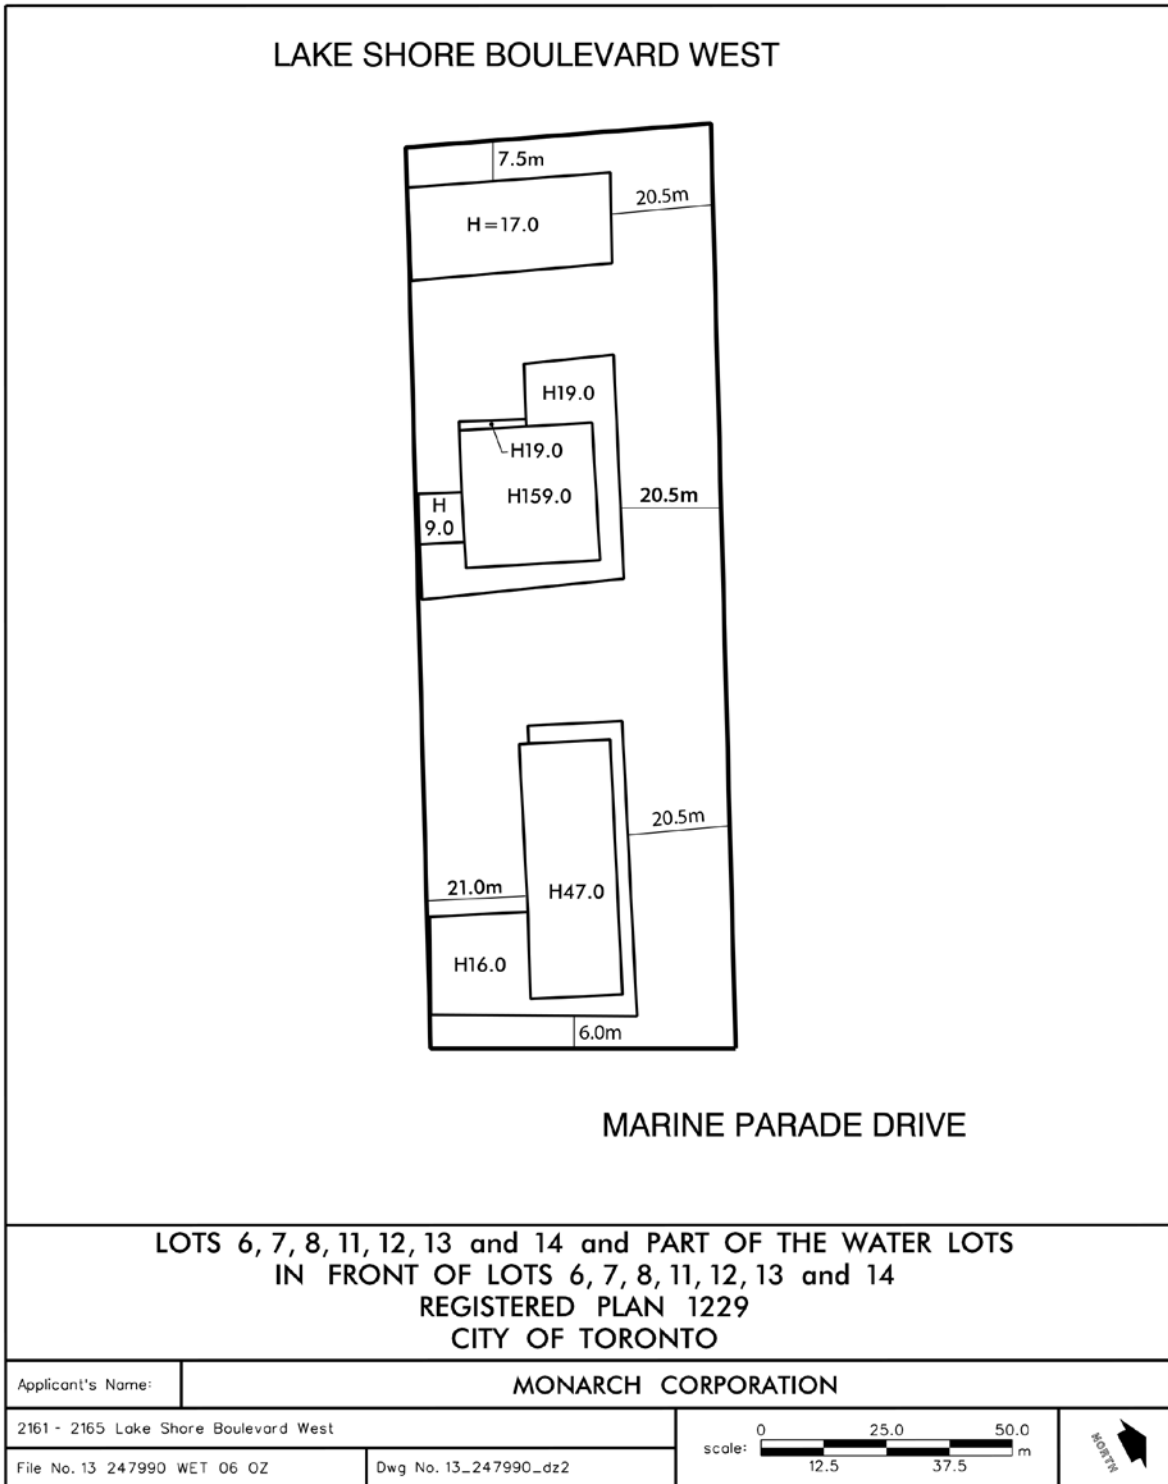 LAKE SHORE BOULEVARD WEST
7.5m
20.5m
H=17.0
H19.0
H19.0
H159.0
20.5m
H
9.0
20.5m
21.0m
H47.0
H16.0
6.0m
MARINE PARADE DRIVE
LOTS 6, 7, 8, 11, 12, 13 and 14 and PART OF THE WATER LOTS
IN FRONT OF LOTS 6, 7, 8, 11, 12, 13 and 14
REGISTERED PLAN 1229
CITY OF TORONTO
Applicant's Name:
MONARCH CORPORATION
2161 - 2165 Lake Shore Boulevard West
File No. 13 247990 WET 06 OZ
Dwg No. 13_247990_dz2
0 25.0 50.0
scale: m
12.5 37.5
NORTH